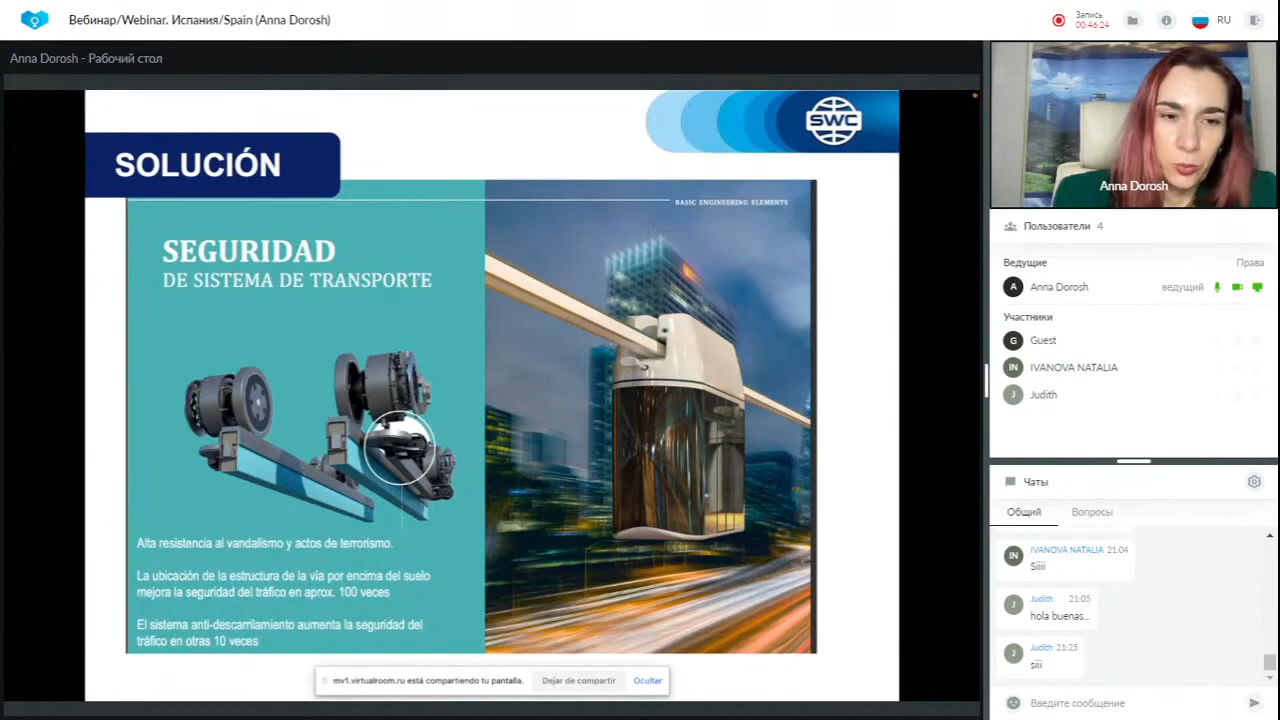 Вебинар/Webinar. Испания/Spain (Anna Dorosh)
Запись
00:46:24
RU
Anna Dorosh - Рабочий стол
SWC
SOLUCIÓN
BASIC ENGINEERING ELEMENTS
SEGURIDAD
DE SISTEMA DE TRANSPORTE
Alta resistencia al vandalismo y actos de terrorismo.
La ubicación de la estructura de la vía por encima del suelo
mejora la seguridad del tráfico en aprox. 100 veces
El sistema anti-descarrilamiento aumenta la seguridad del
tráfico en otras 10 veces
mv1.virtualroom.ru está compartiendo tu pantalla.
Dejar de compartir
Ocultar
Anna Dorosh
Пользователи 4
Ведущие Права
A Anna Dorosh ведущий
Участники
G Guest
IN IVANOVA NATALIA
J Judith
Чаты
Общий Вопросы
IN IVANOVA NATALIA 21:04
Siiii
J Judith 21:05
hola buenas...
J Judith 21:25
siii
Введите сообщение